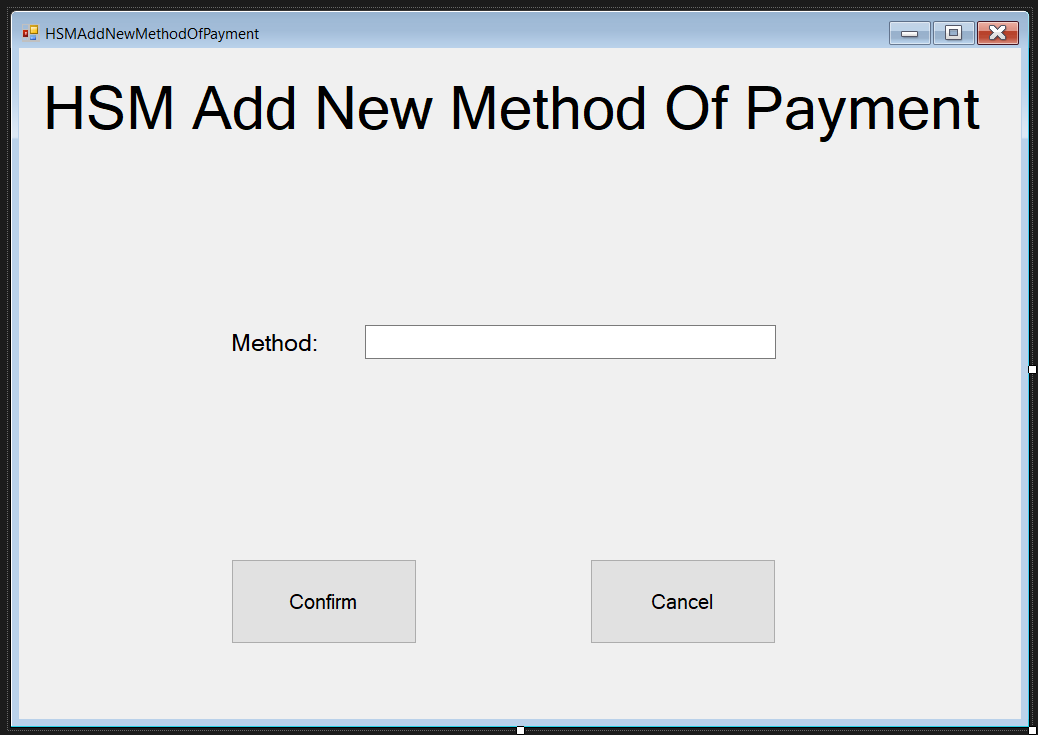 HSMAddNewMethodOfPayment
HSM Add New Method Of Payment
Method:
Confirm
Cancel